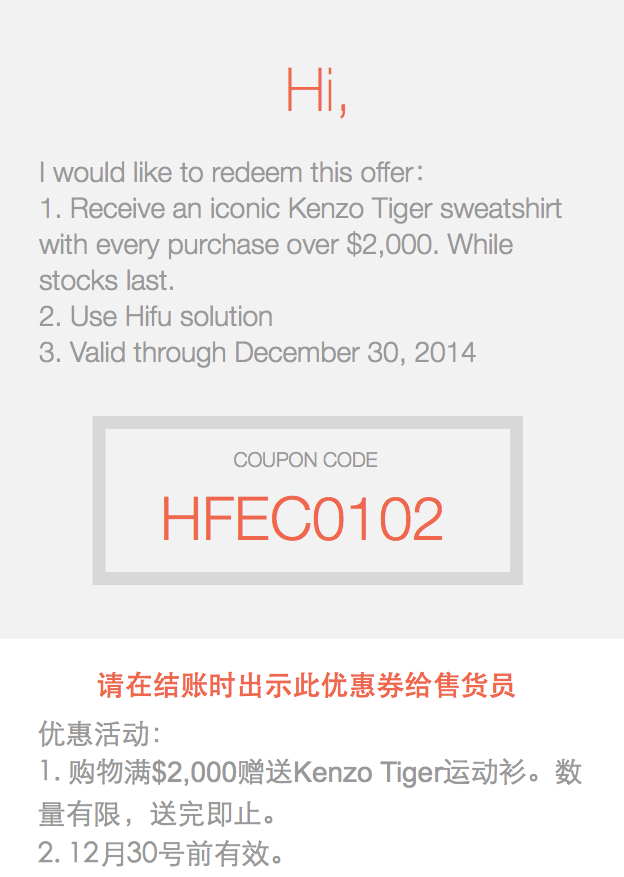 Hi,
I would like to redeem this offer：
1. Receive an iconic Kenzo Tiger sweatshirt
with every purchase over $2,000. While
stocks last.
2. Use Hifu solution
3. Valid through December 30, 2014
COUPON CODE
HFEC0102
请在结账时出示此优惠券给售货员
优惠活动：
1. 购物满$2,000赠送Kenzo Tiger运动衫。数
量有限，送完即止。
2. 12月30号前有效。